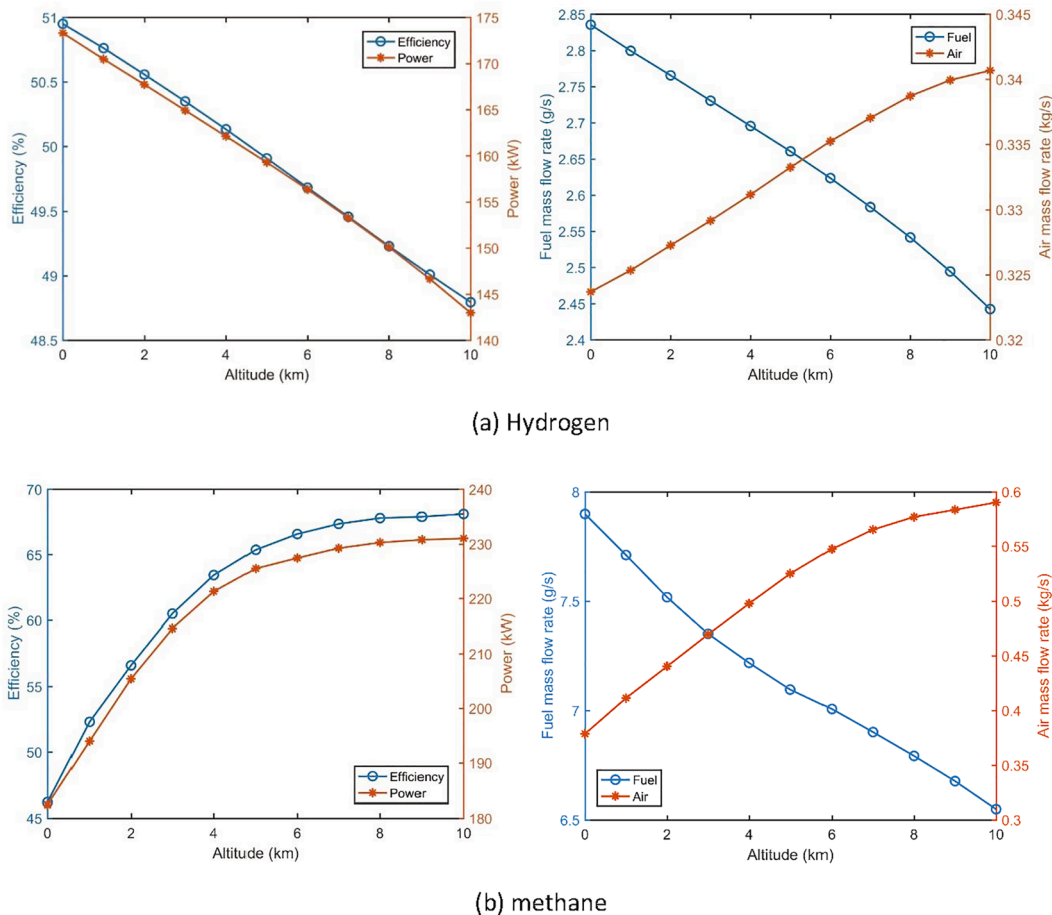 51
50.5
50
49.5
49
48.5
Efficiency (%)
175
170
165
160
155
150
145
140
Power (kW)
Efficiency
Power
0 2 4 6 8 10
Altitude (km)
2.85
2.8
2.75
2.7
2.65
2.6
2.55
2.5
2.45
2.4
Fuel mass flow rate (g/s)
0.345
0.34
0.335
0.33
0.325
0.32
Air mass flow rate (kg/s)
Fuel
Air
0 2 4 6 8 10
Altitude (km)
(a) Hydrogen
70
65
60
55
50
45
Efficiency (%)
240
230
220
210
200
190
180
Power (kW)
Efficiency
Power
0 2 4 6 8 10
Altitude (km)
8
7.5
7
6.5
Fuel mass flow rate (g/s)
0.6
0.55
0.5
0.45
0.4
0.35
0.3
Air mass flow rate (kg/s)
Fuel
Air
0 2 4 6 8 10
Altitude (km)
(b) methane